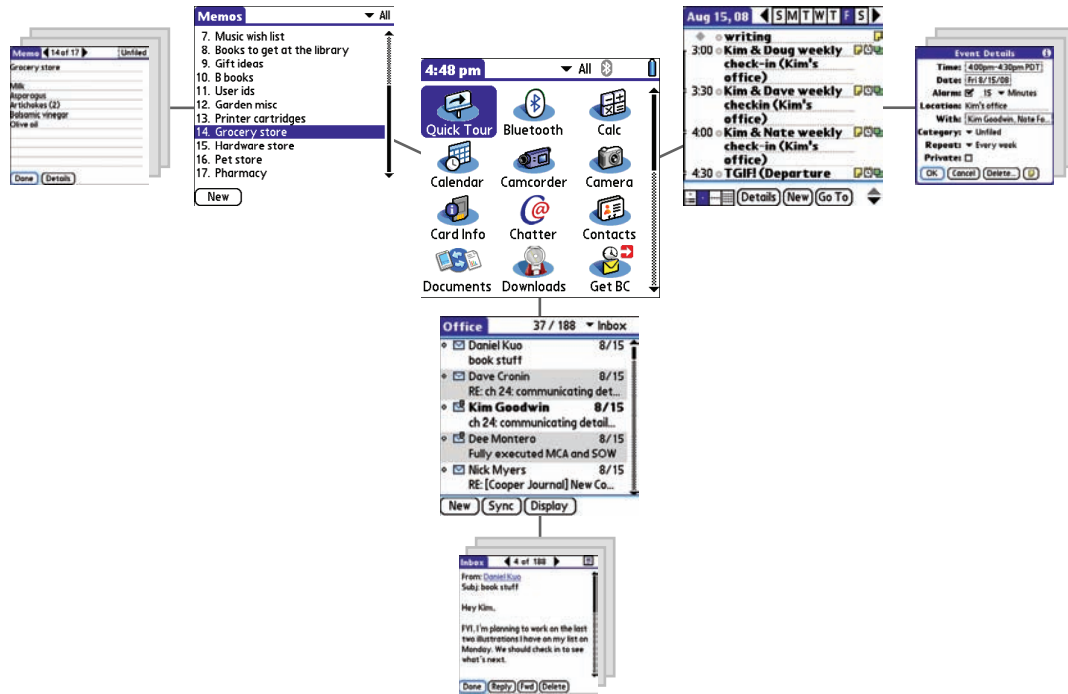 Memo 14 of 17 Unfiled
Grocery store
Milk
Asparagus
Artichokes (2)
Balsamic vinegar
Olive oil
Done Details
Memos All
7. Music wish list
8. Books to get at the library
9. Gift ideas
10. B books
11. User ids
12. Garden misc
13. Printer cartridges
14. Grocery store
15. Hardware store
16. Pet store
17. Pharmacy
New
4:48 pm All
Quick Tour Bluetooth Calc
Calendar Camcorder Camera
Card Info Chatter Contacts
Documents Downloads Get BC
Aug 15, 08 S M T W T F S
writing
3:00 Kim & Doug weekly
check-in (Kim's
office)
3:30 Kim & Dave weekly
checkin (Kim's
office)
4:00 Kim & Nate weekly
check-in (Kim's
office)
4:30 TGIF! (Departure
Details New Go To
Event Details
Time: 4:00pm-4:30pm PDT
Date: Fri 8/15/08
Alarm: 15 Minutes
Location: Kim's office
With: Kim Goodwin, Nate Fo...
Category: Unfiled
Repeat: Every week
Private:
OK Cancel Delete...
Office 37 / 188 Inbox
Daniel Kuo 8/15
book stuff
Dave Cronin 8/15
RE: ch 24: communicating det...
Kim Goodwin 8/15
ch 24: communicating detail...
Dee Montero 8/15
Fully executed MCA and SOW
Nick Myers 8/15
RE: [Cooper Journal] New Co...
New Sync Display
Inbox 4 of 188
From: Daniel Kuo
Subj: book stuff
Hey Kim,
FYI, I'm planning to work on the last
two illustrations I have on my list on
Monday. We should check in to see
what's next.
Done Reply Fwd Delete